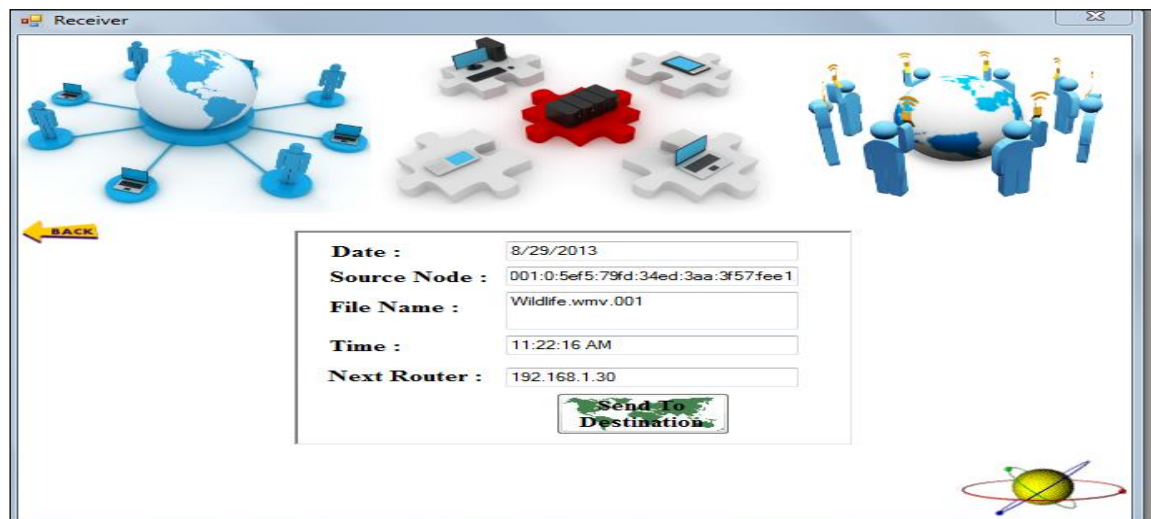 Receiver
BACK
Date : 8/29/2013
Source Node : 001:0:5ef5:79fd:34ed:3aa:3f57:fee1
File Name : Wildlife.wmv.001
Time : 11:22:16 AM
Next Router : 192.168.1.30
Send To
Destination